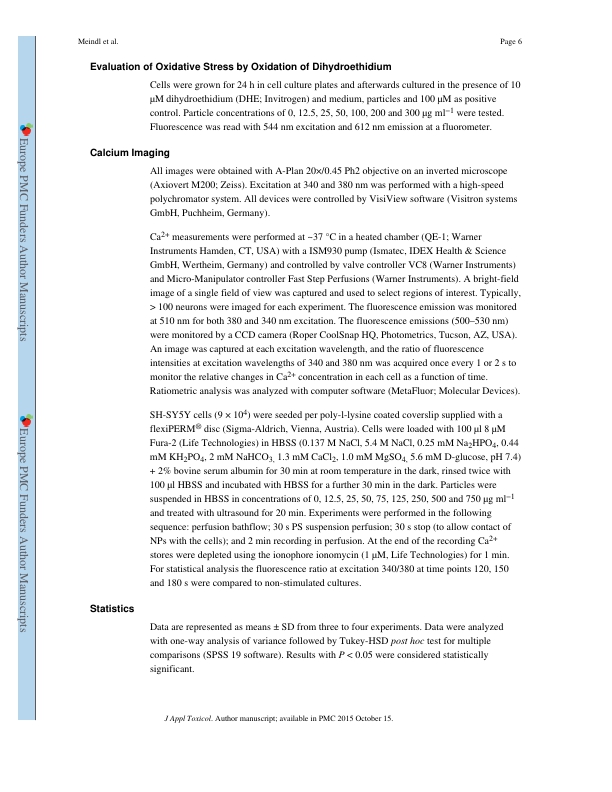 Meindl et al.
Page 6
Europe PMC Funders Author Manuscripts
Europe PMC Funders Author Manuscripts
Evaluation of Oxidative Stress by Oxidation of Dihydroethidium
Cells were grown for 24 h in cell culture plates and afterwards cultured in the presence of 10
μM dihydroethidium (DHE; Invitrogen) and medium, particles and 100 μM as positive
control. Particle concentrations of 0, 12.5, 25, 50, 100, 200 and 300 μg ml⁻¹ were tested.
Fluorescence was read with 544 nm excitation and 612 nm emission at a fluorometer.
Calcium Imaging
All images were obtained with A-Plan 20×/0.45 Ph2 objective on an inverted microscope
(Axiovert M200; Zeiss). Excitation at 340 and 380 nm was performed with a high-speed
polychromator system. All devices were controlled by VisiView software (Visitron systems
GmbH, Puchheim, Germany).
Ca²⁺ measurements were performed at ~37 °C in a heated chamber (QE-1; Warner
Instruments Hamden, CT, USA) with a ISM930 pump (Ismatec, IDEX Health & Science
GmbH, Wertheim, Germany) and controlled by valve controller VC8 (Warner Instruments)
and Micro-Manipulator controller Fast Step Perfusions (Warner Instruments). A bright-field
image of a single field of view was captured and used to select regions of interest. Typically,
> 100 neurons were imaged for each experiment. The fluorescence emission was monitored
at 510 nm for both 380 and 340 nm excitation. The fluorescence emissions (500–530 nm)
were monitored by a CCD camera (Roper CoolSnap HQ, Photometrics, Tucson, AZ, USA).
An image was captured at each excitation wavelength, and the ratio of fluorescence
intensities at excitation wavelengths of 340 and 380 nm was acquired once every 1 or 2 s to
monitor the relative changes in Ca²⁺ concentration in each cell as a function of time.
Ratiometric analysis was analyzed with computer software (MetaFluor; Molecular Devices).
SH-SY5Y cells (9 × 10⁴) were seeded per poly-l-lysine coated coverslip supplied with a
flexiPERM® disc (Sigma-Aldrich, Vienna, Austria). Cells were loaded with 100 μl 8 μM
Fura-2 (Life Technologies) in HBSS (0.137 M NaCl, 5.4 M NaCl, 0.25 mM Na₂HPO₄, 0.44
mM KH₂PO₄, 2 mM NaHCO₃, 1.3 mM CaCl₂, 1.0 mM MgSO₄, 5.6 mM D-glucose, pH 7.4)
+ 2% bovine serum albumin for 30 min at room temperature in the dark, rinsed twice with
100 μl HBSS and incubated with HBSS for a further 30 min in the dark. Particles were
suspended in HBSS in concentrations of 0, 12.5, 25, 50, 75, 125, 250, 500 and 750 μg ml⁻¹
and treated with ultrasound for 20 min. Experiments were performed in the following
sequence: perfusion bathflow; 30 s PS suspension perfusion; 30 s stop (to allow contact of
NPs with the cells); and 2 min recording in perfusion. At the end of the recording Ca²⁺
stores were depleted using the ionophore ionomycin (1 μM, Life Technologies) for 1 min.
For statistical analysis the fluorescence ratio at excitation 340/380 at time points 120, 150
and 180 s were compared to non-stimulated cultures.
Statistics
Data are represented as means ± SD from three to four experiments. Data were analyzed
with one-way analysis of variance followed by Tukey-HSD post hoc test for multiple
comparisons (SPSS 19 software). Results with P < 0.05 were considered statistically
significant.
J Appl Toxicol. Author manuscript; available in PMC 2015 October 15.